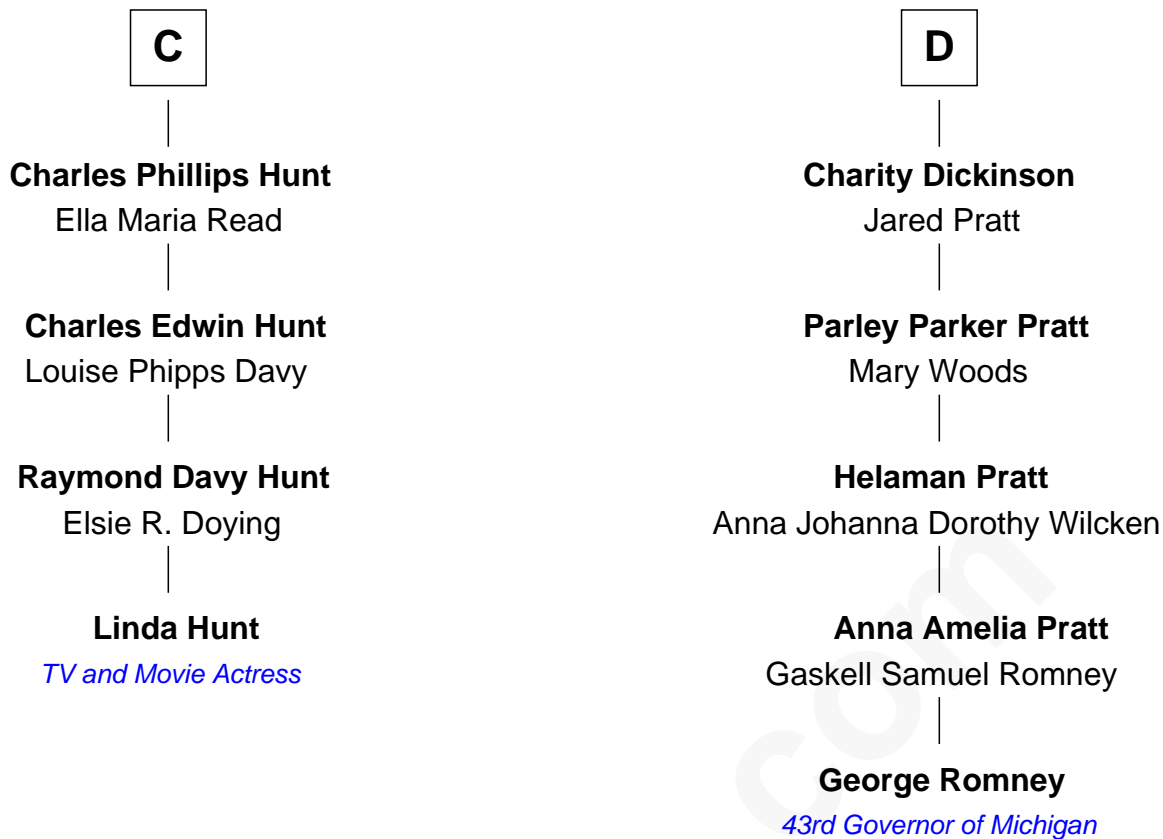 C
Charles Phillips Hunt
Ella Maria Read
Charles Edwin Hunt
Louise Phipps Davy
Raymond Davy Hunt
Elsie R. Doying
Linda Hunt
TV and Movie Actress
D
Charity Dickinson
Jared Pratt
Parley Parker Pratt
Mary Woods
Helaman Pratt
Anna Johanna Dorothy Wilcken
Anna Amelia Pratt
Gaskell Samuel Romney
George Romney
43rd Governor of Michigan
com